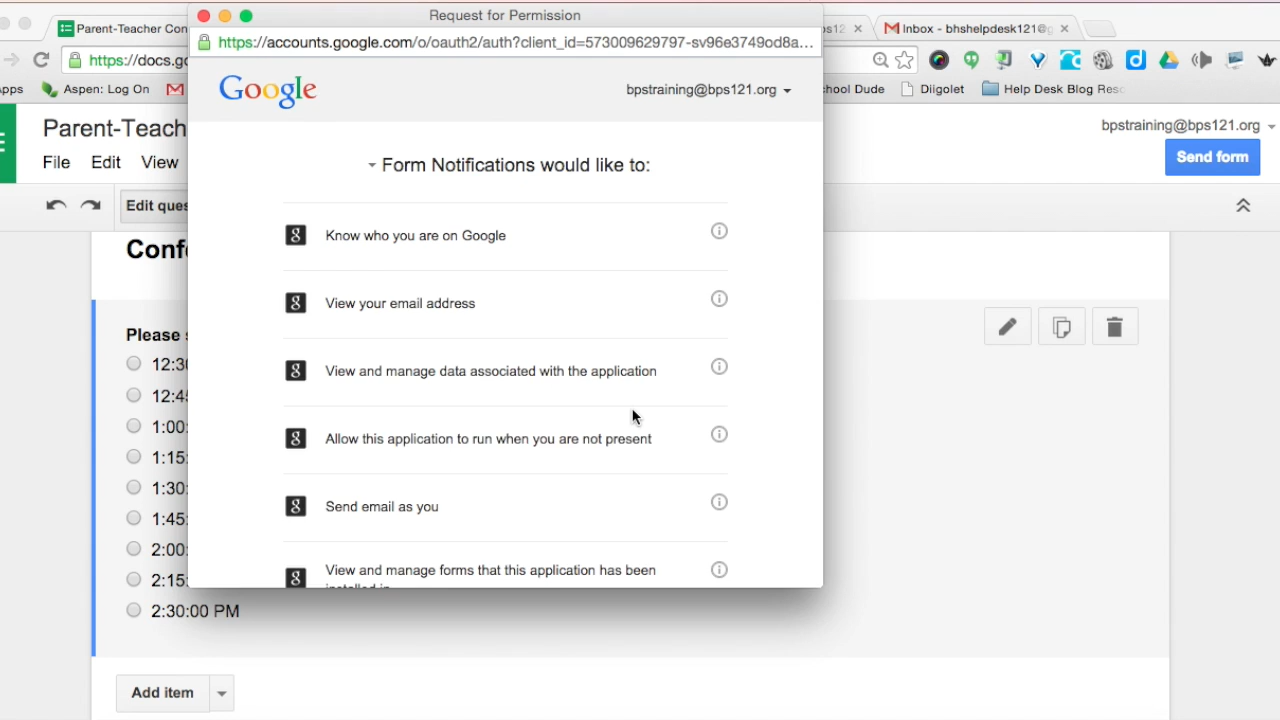 Request for Permission
Parent-Teacher Con
Inbox - bhshelpdesk121@g
https://accounts.google.com/o/oauth2/auth?client_id=573009629797-sv96e3749od8a...
https://docs.go
Aspen: Log On
Diigolet
Help Desk Blog Res
Google
bpstraining@bps121.org
Parent-Teach
bpstraining@bps121.org
File Edit View
Send form
Form Notifications would like to:
Edit ques
Know who you are on Google
View your email address
View and manage data associated with the application
Allow this application to run when you are not present
Send email as you
View and manage forms that this application has been
installed in
Conf
Please
12:30
12:45
1:00:
1:15:
1:30:
1:45:
2:00:
2:15:
2:30:00 PM
Add item